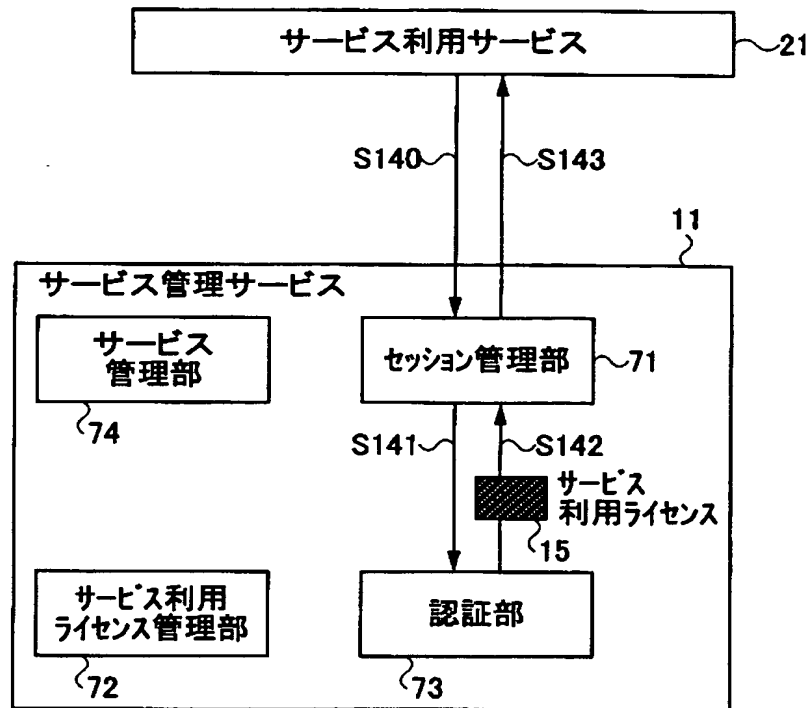 サービス利用サービス
21
S140
S143
11
サービス管理サービス
サービス
管理部
74
セッション管理部
71
S141
S142
サービス
利用ライセンス
15
サービス利用
ライセンス管理部
72
認証部
73